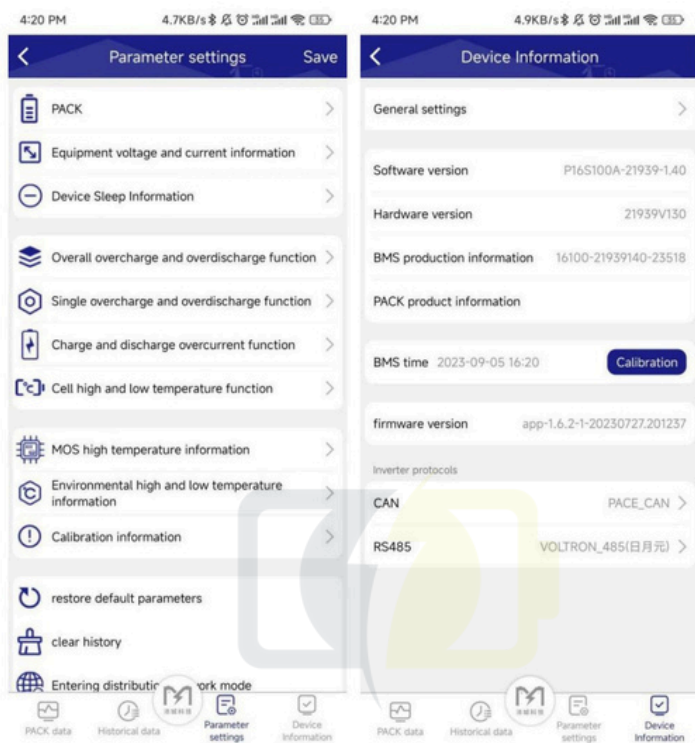 4:20 PM
4.7KB/s
35
Parameter settings
Save
PACK
Equipment voltage and current information
Device Sleep Information
Overall overcharge and overdischarge function
Single overcharge and overdischarge function
Charge and discharge overcurrent function
Cell high and low temperature function
MOS high temperature information
Environmental high and low temperature
information
Calibration information
restore default parameters
clear history
Entering
mode
PACK data
Historical data
Parameter
settings
Device
Information
4:20 PM
4.9KB/s
35
Device Information
General settings
Software version P16S100A-21939-1.40
Hardware version 21939V130
BMS production information 16100-21939140-23518
PACK product information
BMS time 2023-09-05 16:20 Calibration
firmware version app-1.6.2-1-20230727.201237
Inverter protocols
CAN PACE_CAN
RS485 VOLTRON_485(日月元)
PACK data
Historical data
Parameter
settings
Device
Information